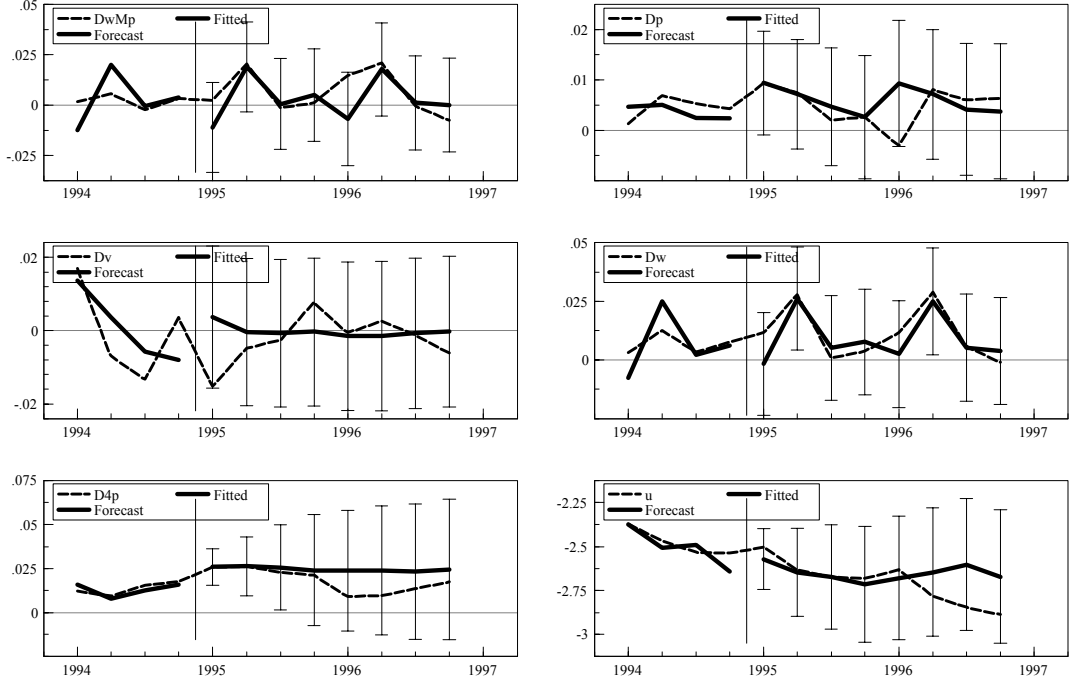 .05
DwMp Fitted
Forecast
.025
0
-.025
1994 1995 1996 1997
.02
Dp Fitted
Forecast
.01
0
1994 1995 1996 1997
.02
Dv Fitted
Forecast
0
-.02
1994 1995 1996 1997
.05
Dw Fitted
Forecast
.025
0
1994 1995 1996 1997
.075
D4p Fitted
Forecast
.05
.025
0
1994 1995 1996 1997
-2.25
u Fitted
Forecast
-2.5
-2.75
-3
1994 1995 1996 1997